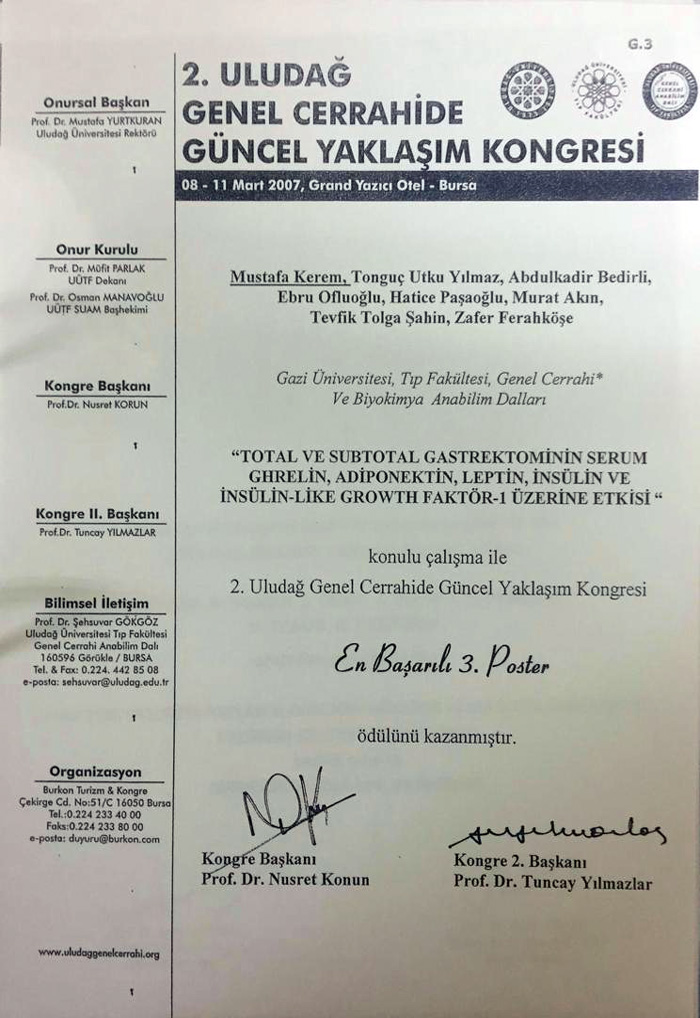 G.3
2. ULUDAĞ
GENEL CERRAHİDE
GÜNCEL YAKLAŞIM KONGRESİ
08 - 11 Mart 2007, Grand Yazıcı Otel - Bursa
Onursal Başkan
Prof. Dr. Mustafa YURTKURAN
Uludağ Üniversitesi Rektörü
Onur Kurulu
Prof. Dr. Müfit PARLAK
UÜTF Dekanı
Prof. Dr. Osman MANAVOĞLU
UÜTF SUAM Başhekimi
Kongre Başkanı
Prof.Dr. Nusret KORUN
Kongre II. Başkanı
Prof.Dr. Tuncay YILMAZLAR
Bilimsel İletişim
Prof. Dr. Şehsuvar GÖKGÖZ
Uludağ Üniversitesi Tıp Fakültesi
Genel Cerrahi Anabilim Dalı
160596 Görükle / BURSA
Tel. & Fax: 0.224. 442 85 08
e-posta: sehsuvar@uludag.edu.tr
Organizasyon
Burkon Turizm & Kongre
Çekirge Cd. No:51/C 16050 Bursa
Tel.:0.224 233 40 00
Faks:0.224 233 80 00
e-posta: duyuru@burkon.com
www.uludaggenelcerrahi.org
Mustafa Kerem, Tonguç Utku Yılmaz, Abdulkadir Bedirli,
Ebru Ofluoğlu, Hatice Paşaoğlu, Murat Akın,
Tevfik Tolga Şahin, Zafer Ferahköşe
Gazi Üniversitesi, Tıp Fakültesi, Genel Cerrahi*
Ve Biyokimya Anabilim Dalları
“TOTAL VE SUBTOTAL GASTREKTOMİNİN SERUM
GHRELİN, ADİPONEKTİN, LEPTİN, İNSÜLİN VE
İNSÜLİN-LIKE GROWTH FAKTÖR-1 ÜZERİNE ETKİSİ “
konulu çalışma ile
2. Uludağ Genel Cerrahide Güncel Yaklaşım Kongresi
En Başarılı 3. Poster
ödülünü kazanmıştır.
Kongre Başkanı
Prof. Dr. Nusret Konun
Kongre 2. Başkanı
Prof. Dr. Tuncay Yılmazlar